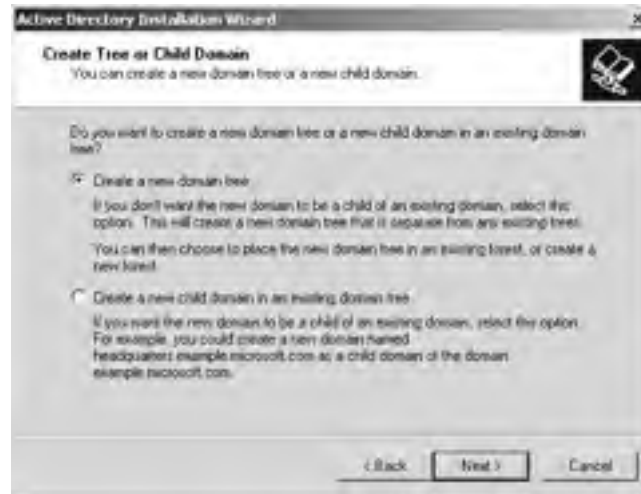 Active Directory Installation Wizard
Create Tree or Child Domain
You can create a new domain tree or a new child domain.
Do you want to create a new domain tree or a new child domain in an existing domain
tree?
Create a new domain tree
If you don't want the new domain to be a child of an existing domain, select this
option. This will create a new domain tree that is separate from any existing trees.
You can then choose to place the new domain tree in an existing forest, or create a
new forest.
Create a new child domain in an existing domain tree
If you want the new domain to be a child of an existing domain, select this option.
For example, you could create a new domain named
headquarters.example.microsoft.com as a child domain of the domain
example.microsoft.com.
< Back
Next >
Cancel